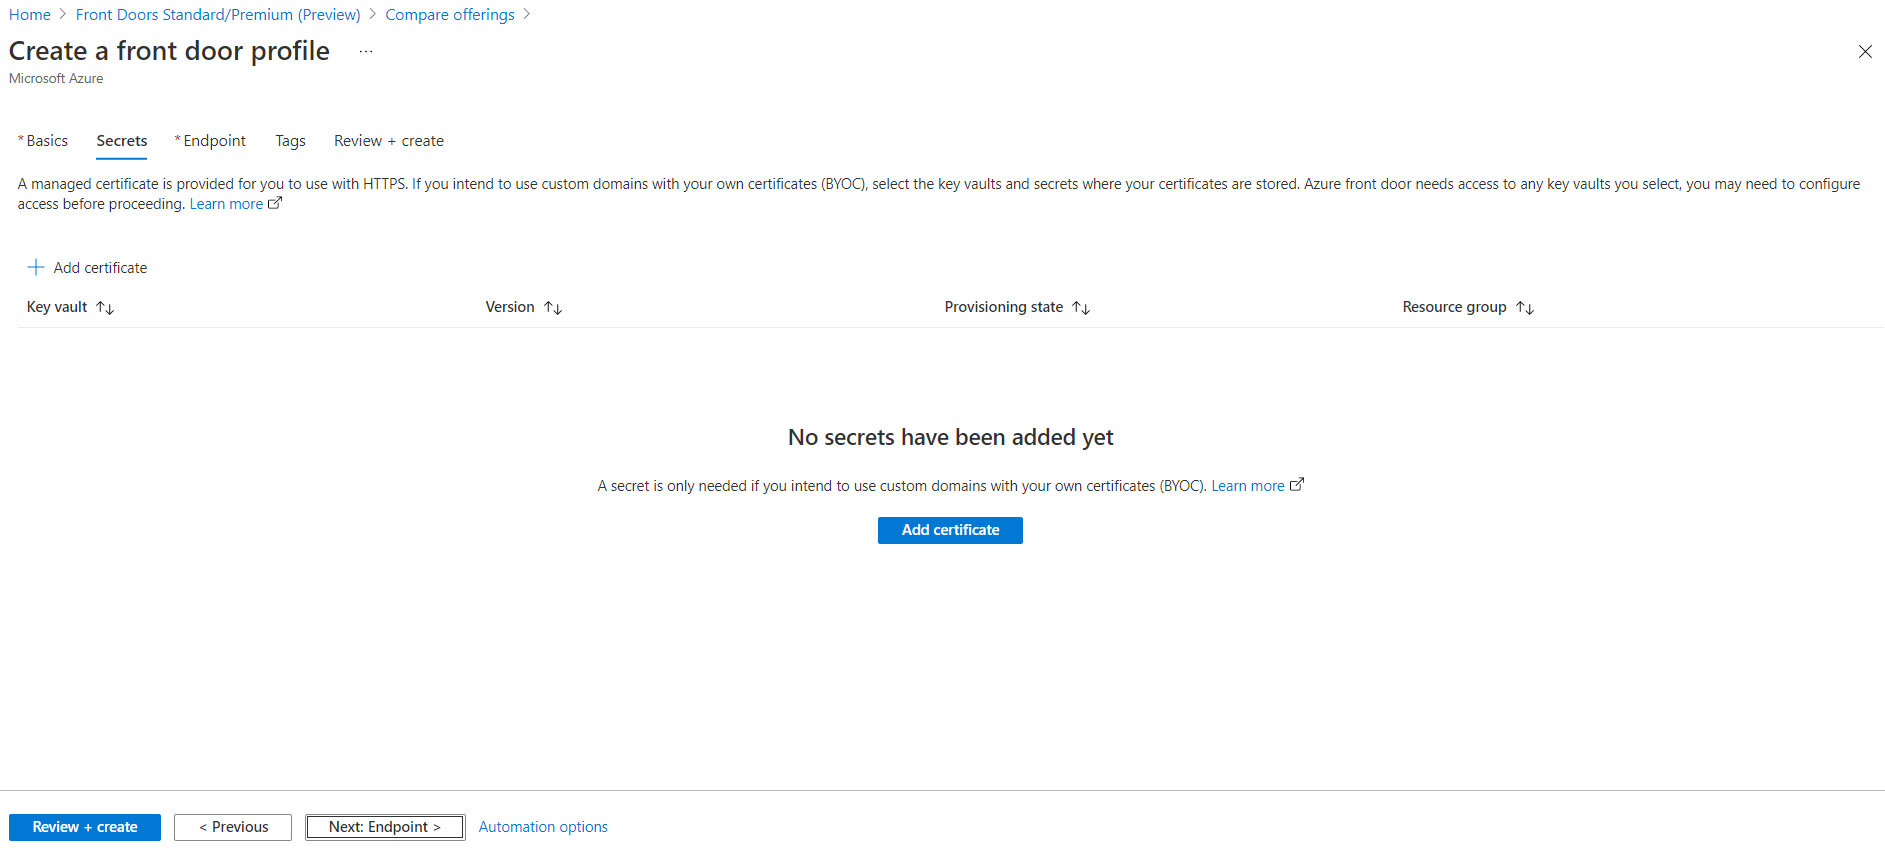 Home > Front Doors Standard/Premium (Preview) > Compare offerings >
Create a front door profile ...
Microsoft Azure
* Basics Secrets * Endpoint Tags Review + create
A managed certificate is provided for you to use with HTTPS. If you intend to use custom domains with your own certificates (BYOC), select the key vaults and secrets where your certificates are stored. Azure front door needs access to any key vaults you select, you may need to configure
access before proceeding. Learn more
+ Add certificate
Key vault ↑↓ Version ↑↓ Provisioning state ↑↓ Resource group ↑↓
No secrets have been added yet
A secret is only needed if you intend to use custom domains with your own certificates (BYOC). Learn more
Add certificate
Review + create < Previous Next: Endpoint > Automation options